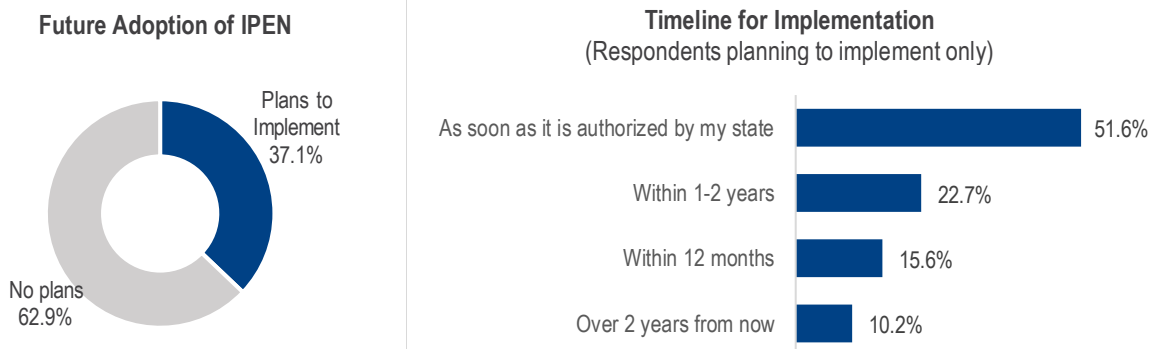 Future Adoption of IPEN
Plans to
Implement
37.1%
No plans
62.9%
Timeline for Implementation
(Respondents planning to implement only)
As soon as it is authorized by my state
51.6%
Within 1-2 years
22.7%
Within 12 months
15.6%
Over 2 years from now
10.2%